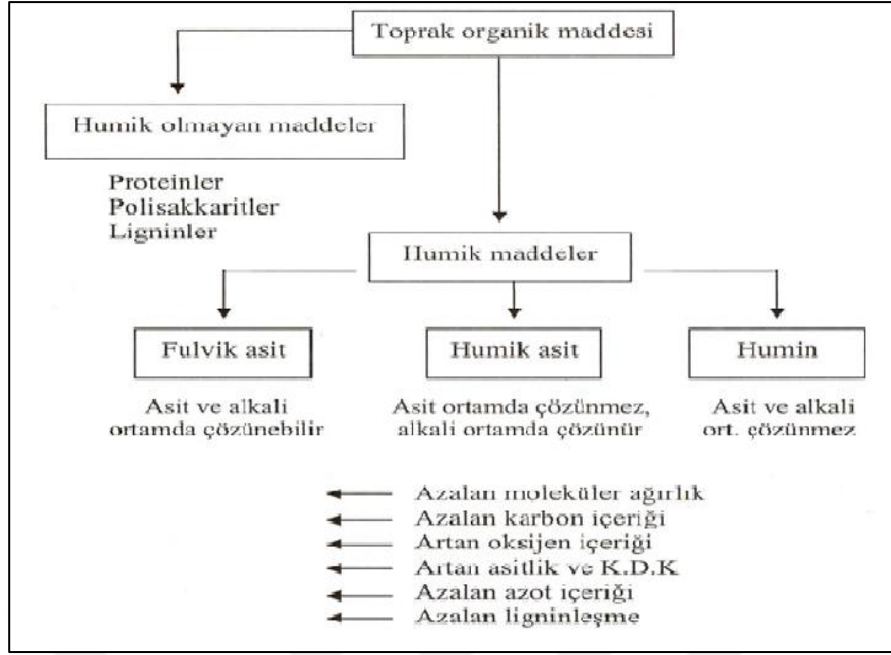 Toprak organik maddesi
Humik olmayan maddeler
Proteinler
Polisakkaritler
Ligninler
Humik maddeler
Fulvik asit
Asit ve alkali
ortamda çözünebilir
Humik asit
Asit ortamda çözünmez,
alkali ortamda çözünür
Humin
Asit ve alkali
ort. çözünmez
Azalan moleküler ağırlık
Azalan karbon içeriği
Artan oksijen içeriği
Artan asitlik ve K.D.K
Azalan azot içeriği
Azalan ligninleşme